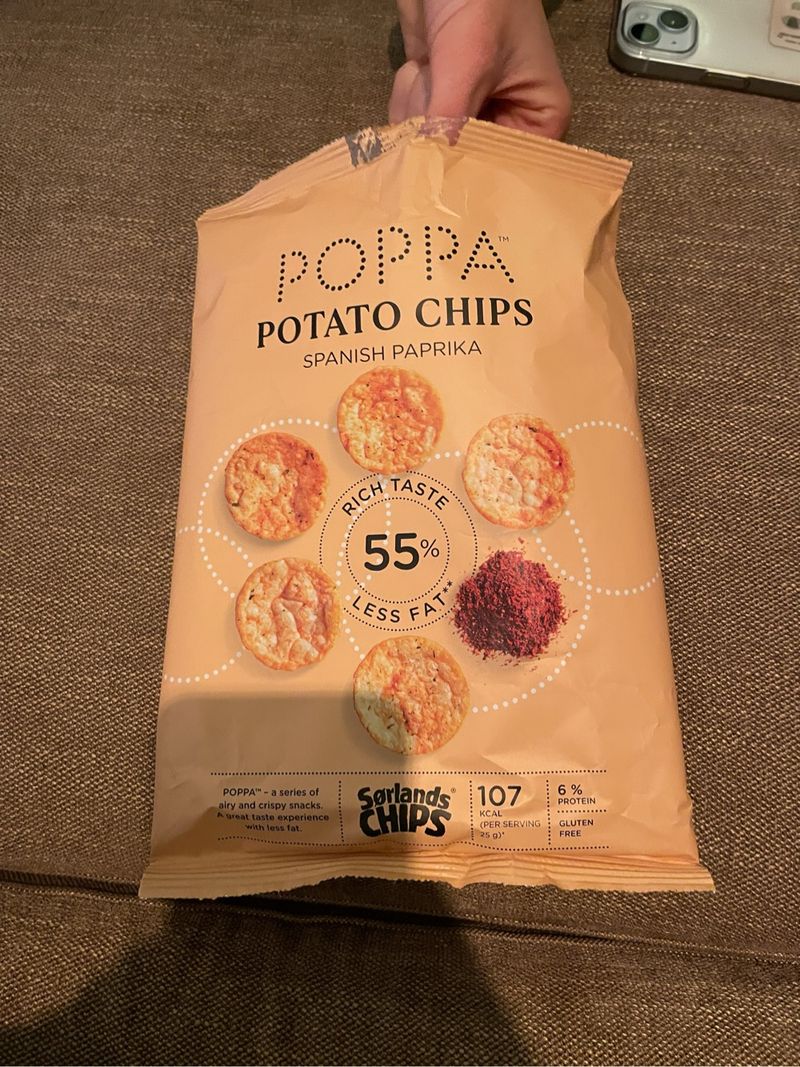 POPPA™
POTATO CHIPS
SPANISH PAPRIKA
RICH TASTE
55%
LESS FAT**
POPPA™ – a series of
airy and crispy snacks.
A great taste experience
with less fat.
Sørlands®
CHIPS
107
KCAL
(PER SERVING
25 g)*
6 %
PROTEIN
GLUTEN
FREE